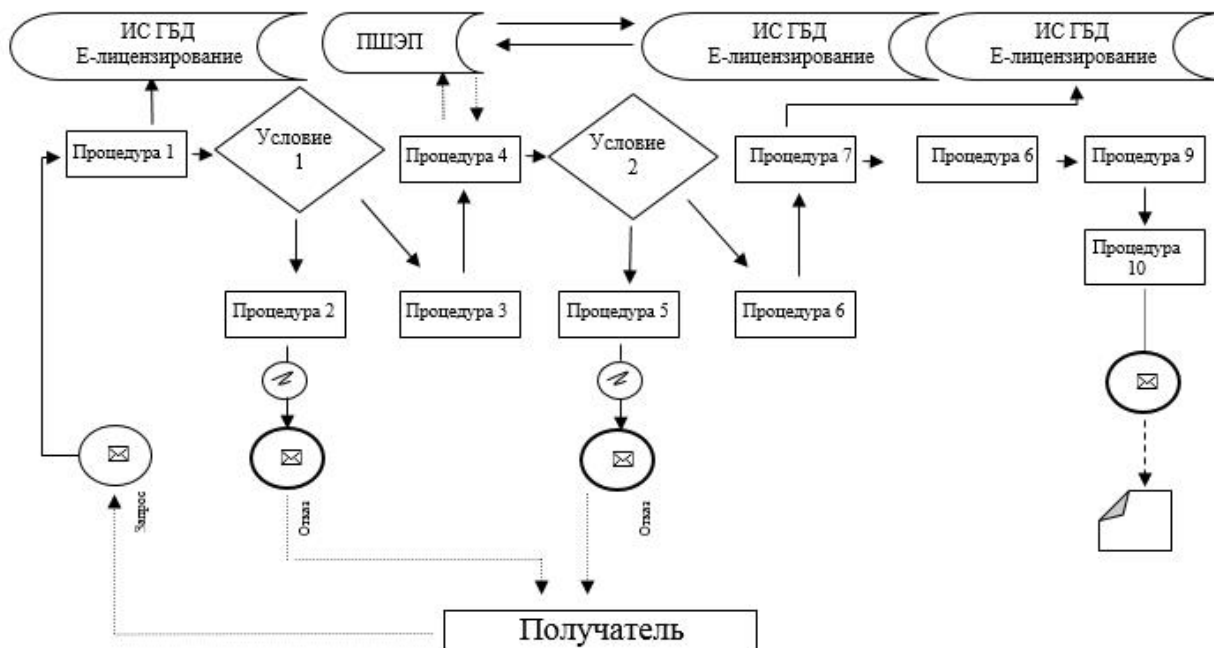 ИС ГБД
Е-лицензирование
ПШЭП
ИС ГБД
Е-лицензирование
ИС ГБД
Е-лицензирование
Процедура 1
Условие
1
Процедура 4
Условие
2
Процедура 7
Процедура 6
Процедура 9
Процедура
10
Процедура 2
Процедура 3
Процедура 5
Процедура 6
Запрос
Отказ
Отказ
Получатель